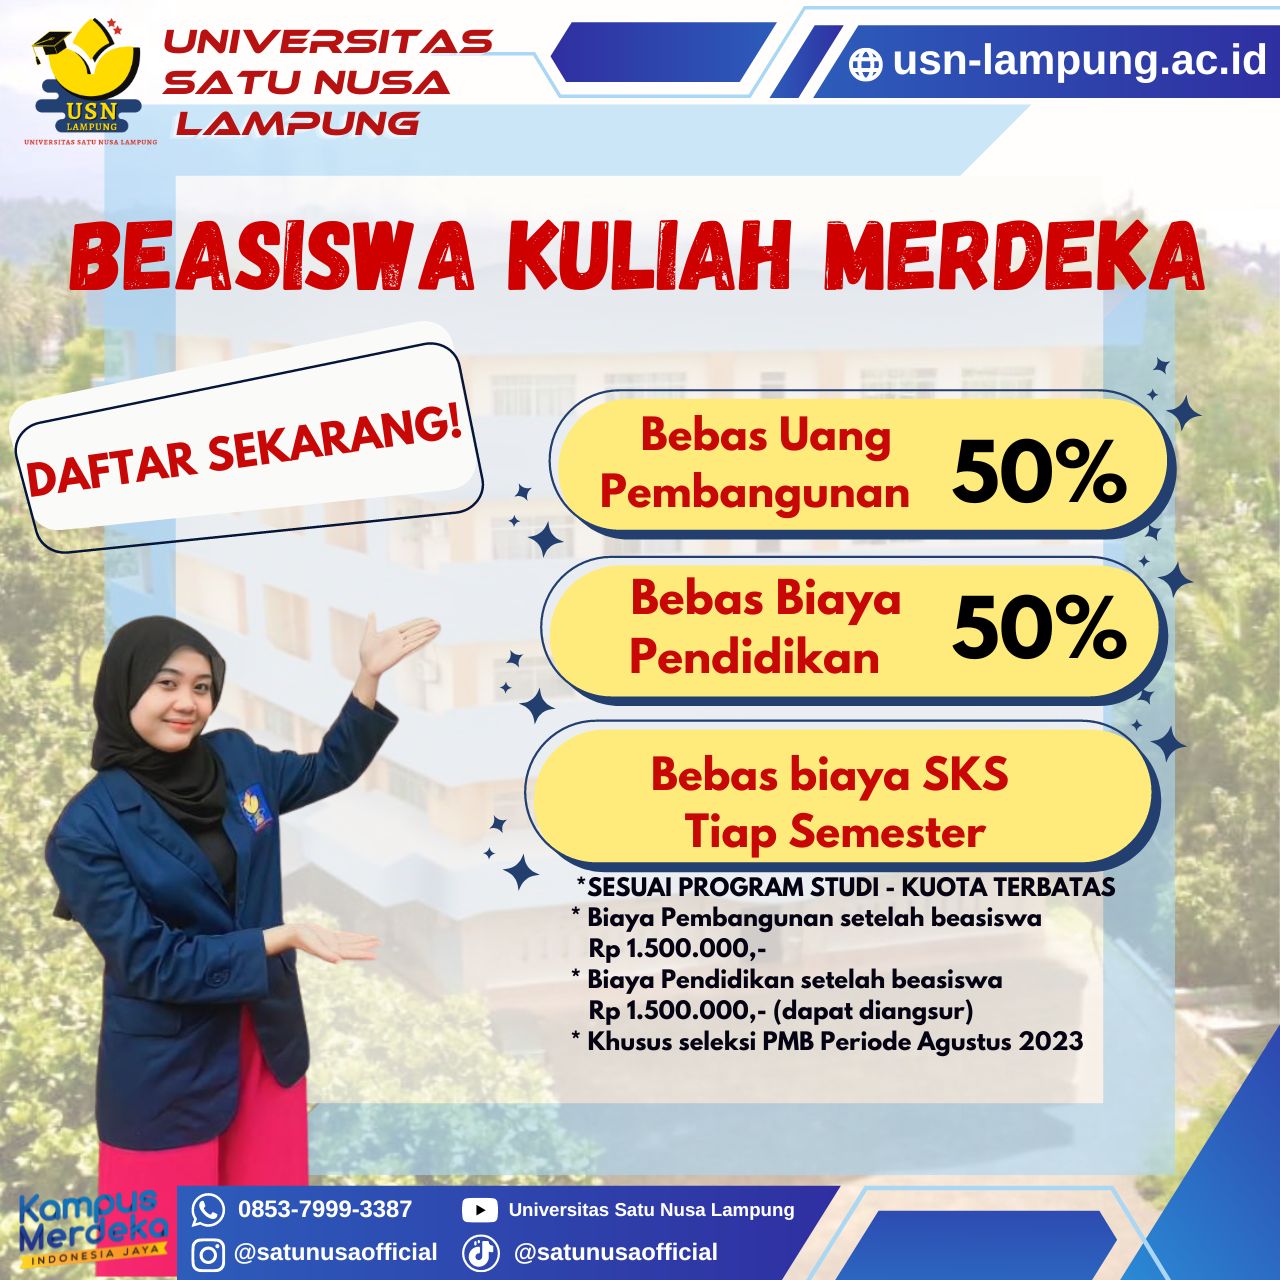 USN
LAMPUNG
UNIVERSITAS SATU NUSA LAMPUNG
UNIVERSITAS
SATU NUSA
LAMPUNG
usn-lampung.ac.id
BEASISWA KULIAH MERDEKA
DAFTAR SEKARANG!
Bebas Uang
Pembangunan
50%
Bebas Biaya
Pendidikan
50%
Bebas biaya SKS
Tiap Semester
*SESUAI PROGRAM STUDI - KUOTA TERBATAS
* Biaya Pembangunan setelah beasiswa
Rp 1.500.000,-
* Biaya Pendidikan setelah beasiswa
Rp 1.500.000,- (dapat diangsur)
* Khusus seleksi PMB Periode Agustus 2023
Kampus
Merdeka
INDONESIA JAYA
0853-7999-3387
Universitas Satu Nusa Lampung
@satunusaofficial
@satunusaofficial